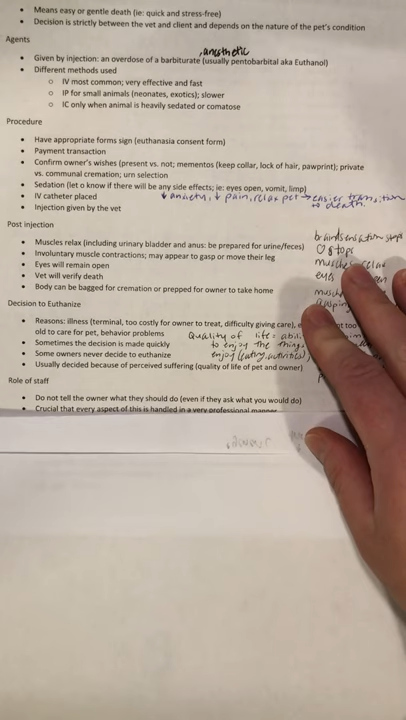 • Means easy or gentle death (ie: quick and stress-free)
• Decision is strictly between the vet and client and depends on the nature of the pet's condition
Agents
, anesthetic
• Given by injection: an overdose of a barbiturate (usually pentobarbital aka Euthanol)
• Different methods used
o IV most common; very effective and fast
o IP for small animals (neonates, exotics); slower
o IC only when animal is heavily sedated or comatose
Procedure
• Have appropriate forms sign (euthanasia consent form)
• Payment transaction
• Confirm owner's wishes (present vs. not; mementos (keep collar, lock of hair, pawprint); private
vs. communal cremation; urn selection
• Sedation (let o know if there will be any side effects; ie: eyes open, vomit, limp)
• IV catheter placed ↓ anxiety, ↓ pain, relax pet → easier transition
to death.
• Injection given by the vet
Post injection
• Muscles relax (including urinary bladder and anus: be prepared for urine/feces)
• Involuntary muscle contractions; may appear to gasp or move their leg
• Eyes will remain open
• Vet will verify death
• Body can be bagged for cremation or prepped for owner to take home
stops
♡ stops
muscles relax
eyes
Decision to Euthanize
• Reasons: illness (terminal, too costly for owner to treat, difficulty giving care), too
old to care for pet, behavior problems
Quality of life =
• Sometimes the decision is made quickly
to enjoy the
• Some owners never decide to euthanize
enjoy (eating, activities)
• Usually decided because of perceived suffering (quality of life of pet and owner)
Role of staff
• Do not tell the owner what they should do (even if they ask what you would do)
• Crucial that every aspect of this is handled in a very professional manner